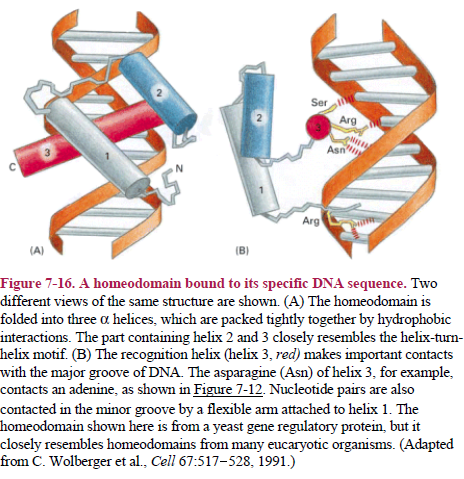 2
3
1
C
N
(A)
2
1
3
Ser
Arg
Asn
Arg
(B)
Figure 7-16. A homeodomain bound to its specific DNA sequence. Two
different views of the same structure are shown. (A) The homeodomain is
folded into three α helices, which are packed tightly together by hydrophobic
interactions. The part containing helix 2 and 3 closely resembles the helix-turn-
helix motif. (B) The recognition helix (helix 3, red) makes important contacts
with the major groove of DNA. The asparagine (Asn) of helix 3, for example,
contacts an adenine, as shown in Figure 7-12. Nucleotide pairs are also
contacted in the minor groove by a flexible arm attached to helix 1. The
homeodomain shown here is from a yeast gene regulatory protein, but it
closely resembles homeodomains from many eucaryotic organisms. (Adapted
from C. Wolberger et al., Cell 67:517–528, 1991.)